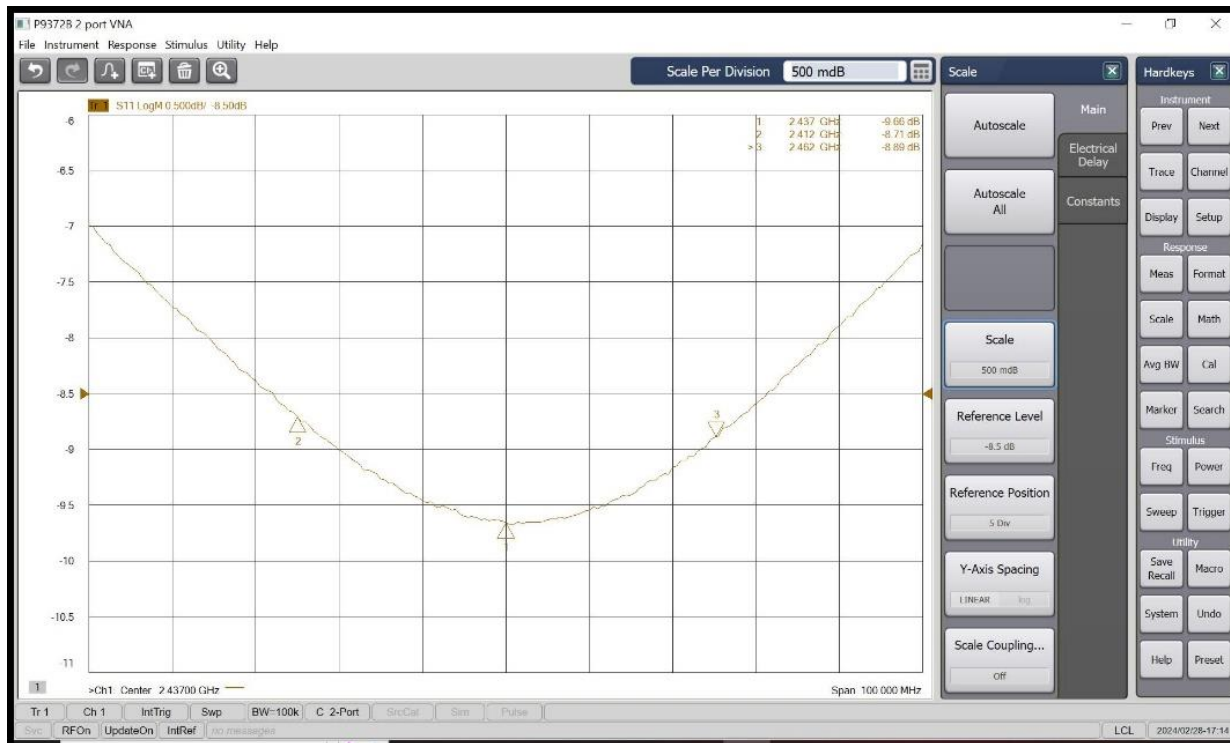 P9372B 2 port VNA
File Instrument Response Stimulus Utility Help
Scale Per Division 500 mdB
Tr 1 S11 LogM 0.500dB/ -8.50dB
1 2.437 GHz -9.66 dB
2 2.412 GHz -8.71 dB
>3 2.462 GHz -8.89 dB
-6
-6.5
-7
-7.5
-8
-8.5
-9
-9.5
-10
-10.5
-11
2
3
1
1
>Ch1 Center 2.43700 GHz
Span 100.000 MHz
Scale
Autoscale
Autoscale
All
Scale
500 mdB
Reference Level
-8.5 dB
Reference Position
5 Div
Y-Axis Spacing
LINEAR log
Scale Coupling...
Off
Main
Electrical
Delay
Constants
Hardkeys
Instrument
Prev Next
Trace Channel
Display Setup
Response
Meas Format
Scale Math
Avg BW Cal
Marker Search
Stimulus
Freq Power
Sweep Trigger
Utility
Save
Recall Macro
System Undo
Help Preset
Tr 1 Ch 1 IntTrig Swp BW=100k C 2-Port SrcCal Sim Pulse
Svc RFOn UpdateOn IntRef no messages LCL 2024/02/28-17:14